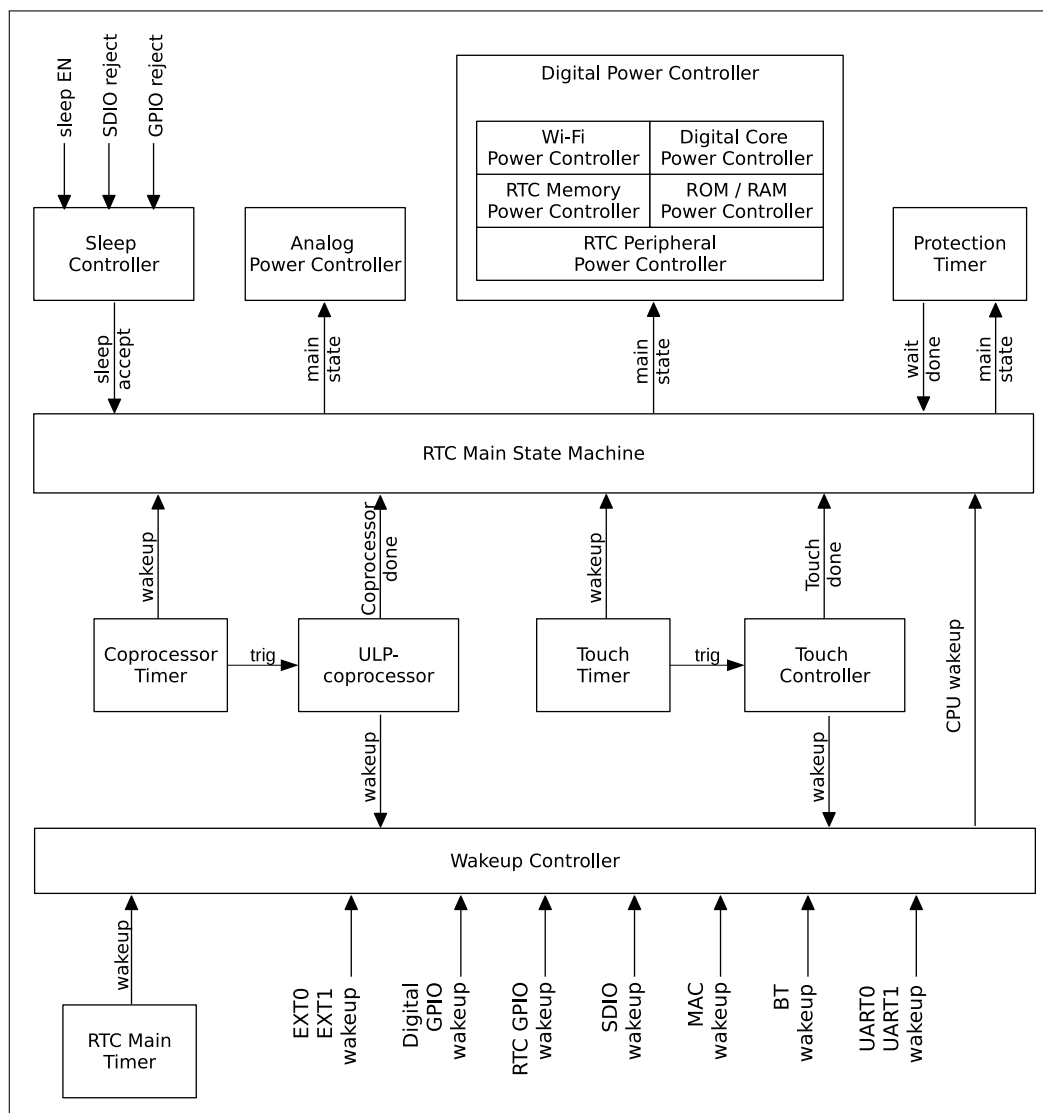 sleep EN
SDIO reject
GPIO reject
Digital Power Controller
Wi-Fi
Power Controller
Digital Core
Power Controller
RTC Memory
Power Controller
ROM / RAM
Power Controller
RTC Peripheral
Power Controller
Sleep
Controller
Analog
Power Controller
Protection
Timer
sleep
accept
main
state
main
state
wait
done
main
state
RTC Main State Machine
wakeup
Coprocessor
done
wakeup
Touch
done
CPU wakeup
Coprocessor
Timer
trig
ULP-
coprocessor
Touch
Timer
trig
Touch
Controller
wakeup
wakeup
Wakeup Controller
wakeup
RTC Main
Timer
EXT0
EXT1
wakeup
Digital
GPIO
wakeup
RTC GPIO
wakeup
SDIO
wakeup
MAC
wakeup
BT
wakeup
UART0
UART1
wakeup